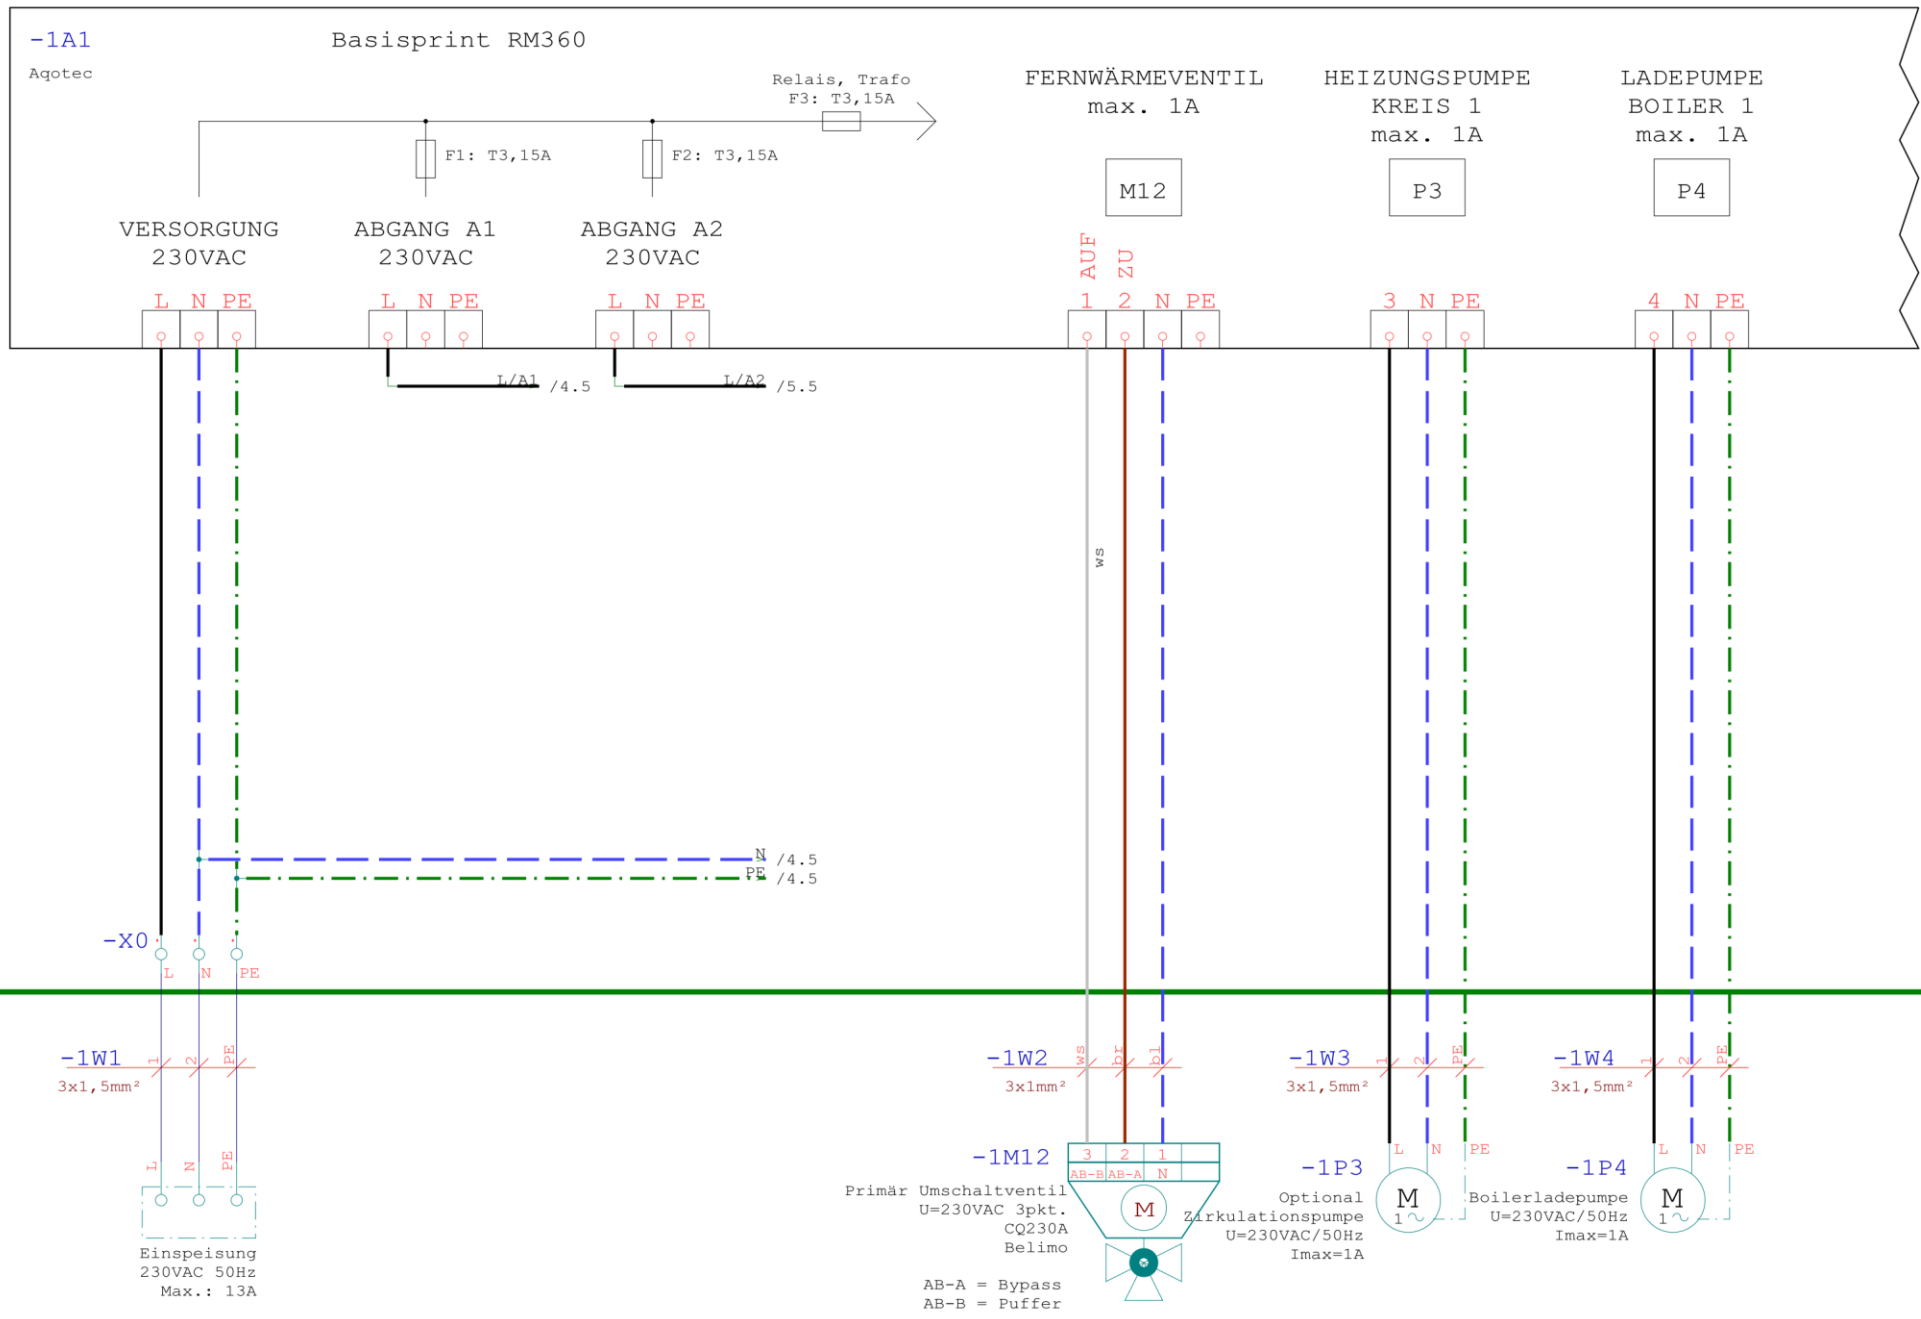 -1A1
Basisprint RM360
Aqotec
Relais, Trafo
F3: T3,15A
F1: T3,15A
F2: T3,15A
FERNWÄRMEVENTIL
max. 1A
HEIZUNGSPUMPE
KREIS 1
max. 1A
LADEPUMPE
BOILER 1
max. 1A
M12
P3
P4
VERSORGUNG
230VAC
ABGANG A1
230VAC
ABGANG A2
230VAC
AUF
ZU
L N PE
L N PE
L N PE
1 2 N PE
3 N PE
4 N PE
L/A1 /4.5
L/A2 /5.5
ws
N /4.5
PE /4.5
-X0
L N PE
-1W1
3x1,5mm²
1 2 PE
-1W2
3x1mm²
ws br bl
-1W3
3x1,5mm²
1 2 PE
-1W4
3x1,5mm²
1 2 PE
L N PE
Einspeisung
230VAC 50Hz
Max.: 13A
-1M12
3 2 1
AB-B AB-A N
M
Primär Umschaltventil
U=230VAC 3pkt.
CQ230A
Belimo
AB-A = Bypass
AB-B = Puffer
-1P3
L N PE
M
1~
Optional
Zirkulationspumpe
U=230VAC/50Hz
Imax=1A
-1P4
L N PE
M
1~
Boilerladepumpe
U=230VAC/50Hz
Imax=1A